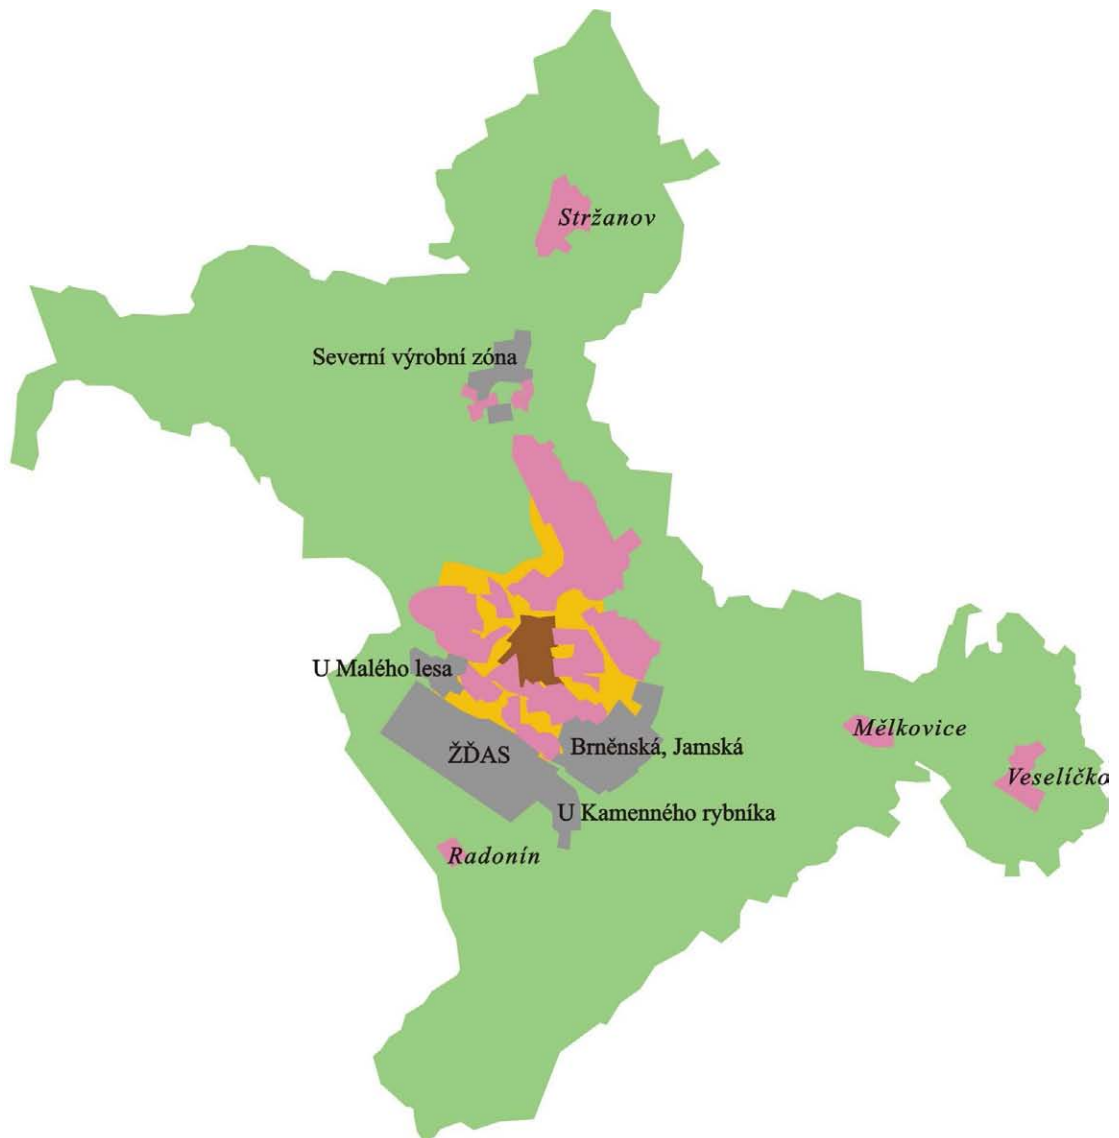 Stržanov
Severní výrobní zóna
U Malého lesa
Mělkovice
ŽĎAS
Brněnská, Jamská
Veselíčko
U Kamenného rybníka
Radonín